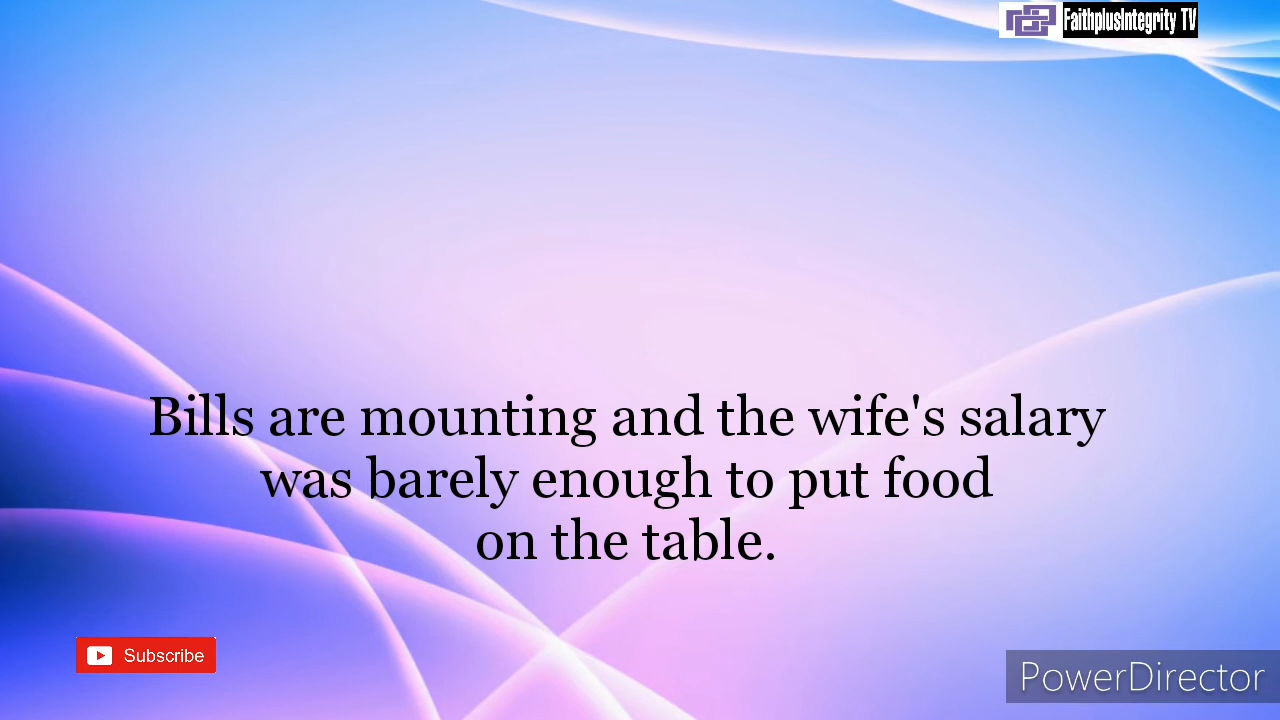 FaithplusIntegrity TV
Bills are mounting and the wife's salary
was barely enough to put food
on the table.
Subscribe
PowerDirector